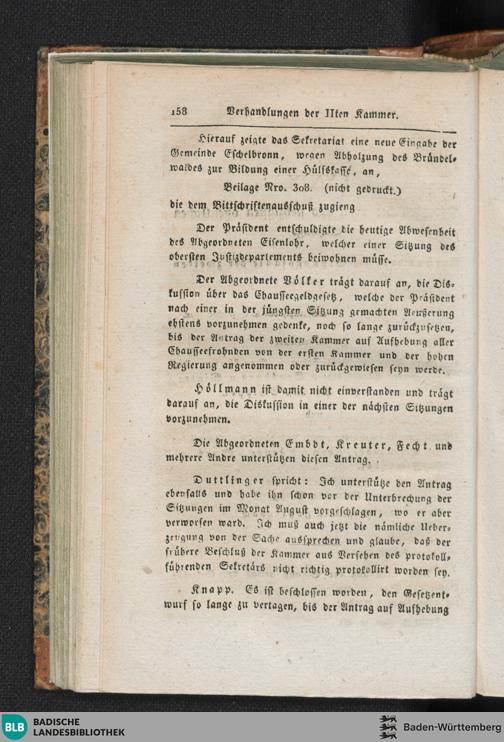 158 Verhandlungen der IIten Kammer.
Hierauf zeigte das Sekretariat eine neue Eingabe der
Gemeinde Eschelbronn, wegen Abholzung des Bründel-
waldes zur Bildung einer Hülfskasse, an,
Beilage Nro. 308. (nicht gedruckt.)
die dem Bittschriftenausschuß zugieng
Der Präsident entschuldigte die heutige Abwesenheit
des Abgeordneten Eisenlohr, welcher einer Sitzung des
obersten Justizdepartements beiwohnen müsse.
Der Abgeordnete Völker trägt darauf an, die Dis-
kussion über das Chausseegeldgesetz, welche der Präsident
nach einer in der jüngsten Sitzung gemachten Aeußerung
ehstens vorzunehmen gedenke, noch so lange zurückzusetzen,
bis der Antrag der zweiten Kammer auf Aufhebung aller
Chausseefrohnden von der ersten Kammer und der hohen
Regierung angenommen oder zurückgewiesen seyn werde.
Höllmann ist damit nicht einverstanden und trägt
darauf an, die Diskussion in einer der nächsten Sitzungen
vorzunehmen.
Die Abgeordneten Embdt, Kreuter, Fecht und
mehrere Andre unterstützen diesen Antrag.
Duttlinger spricht: Ich unterstütze den Antrag
ebenfalls und habe ihn schon vor der Unterbrechung der
Sitzungen im Monat August vorgeschlagen, wo er aber
verworfen ward. Ich muß auch jetzt die nämliche Ueber-
zeugung von der Sache aussprechen und glaube, daß der
frühere Beschluß der Kammer aus Versehen des protokoll-
führenden Sekretärs nicht richtig protokollirt worden sey.
Knapp. Es ist beschlossen worden, den Gesetzent-
wurf so lange zu vertagen, bis der Antrag auf Aufhebung
BLB BADISCHE
LANDESBIBLIOTHEK
Baden-Württemberg